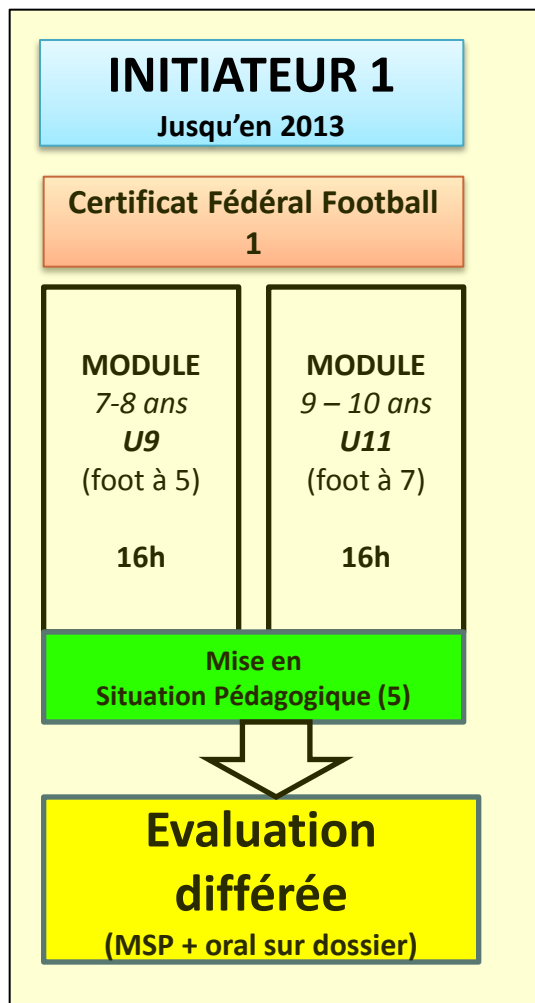 INITIATEUR 1
Jusqu’en 2013
Certificat Fédéral Football
1
MODULE
7-8 ans
U9
(foot à 5)
16h
MODULE
9 – 10 ans
U11
(foot à 7)
16h
Mise en
Situation Pédagogique (5)
Evaluation
différée
(MSP + oral sur dossier)